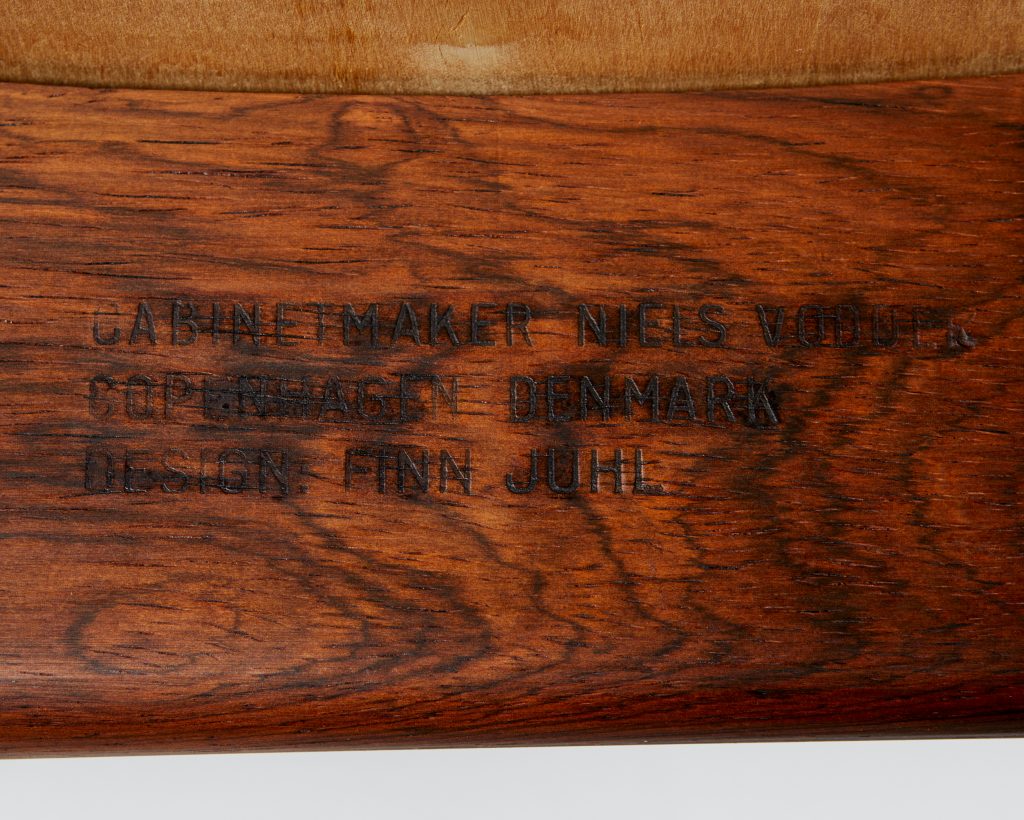 CABINETMAKER NIELS VODDER
COPENHAGEN DENMARK
DESIGN: FINN JUHL